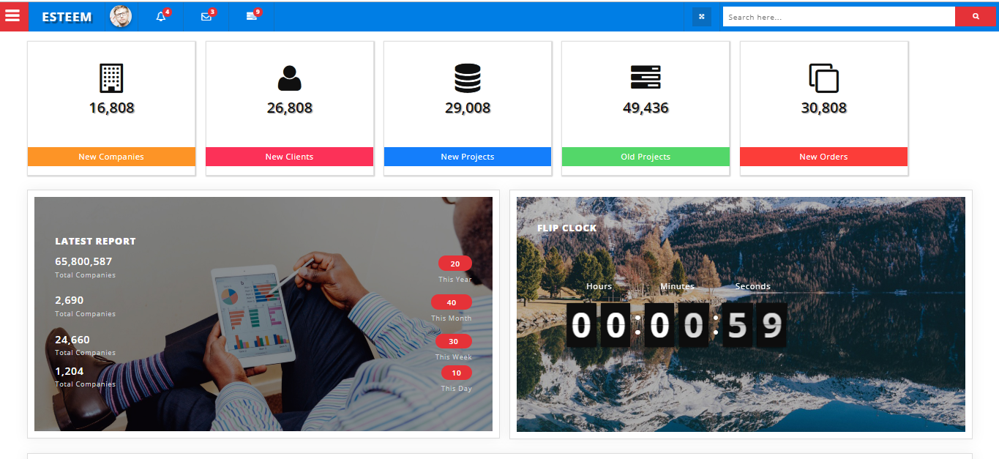 ESTEEM
4
3
9
Search here...
16,808
26,808
29,008
49,436
30,808
New Companies
New Clients
New Projects
Old Projects
New Orders
LATEST REPORT
65,800,587
Total Companies
20
This Year
2,690
Total Companies
40
This Month
24,660
Total Companies
30
This Week
1,204
Total Companies
10
This Day
FLIP CLOCK
Hours
Minutes
Seconds
00:00:59